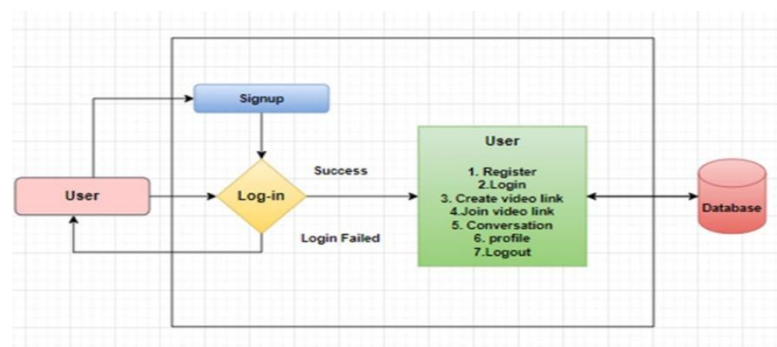 Signup
User
Log-in
Success
Login Failed
User
1. Register
2.Login
3. Create video link
4.Join video link
5. Conversation
6. profile
7.Logout
Database